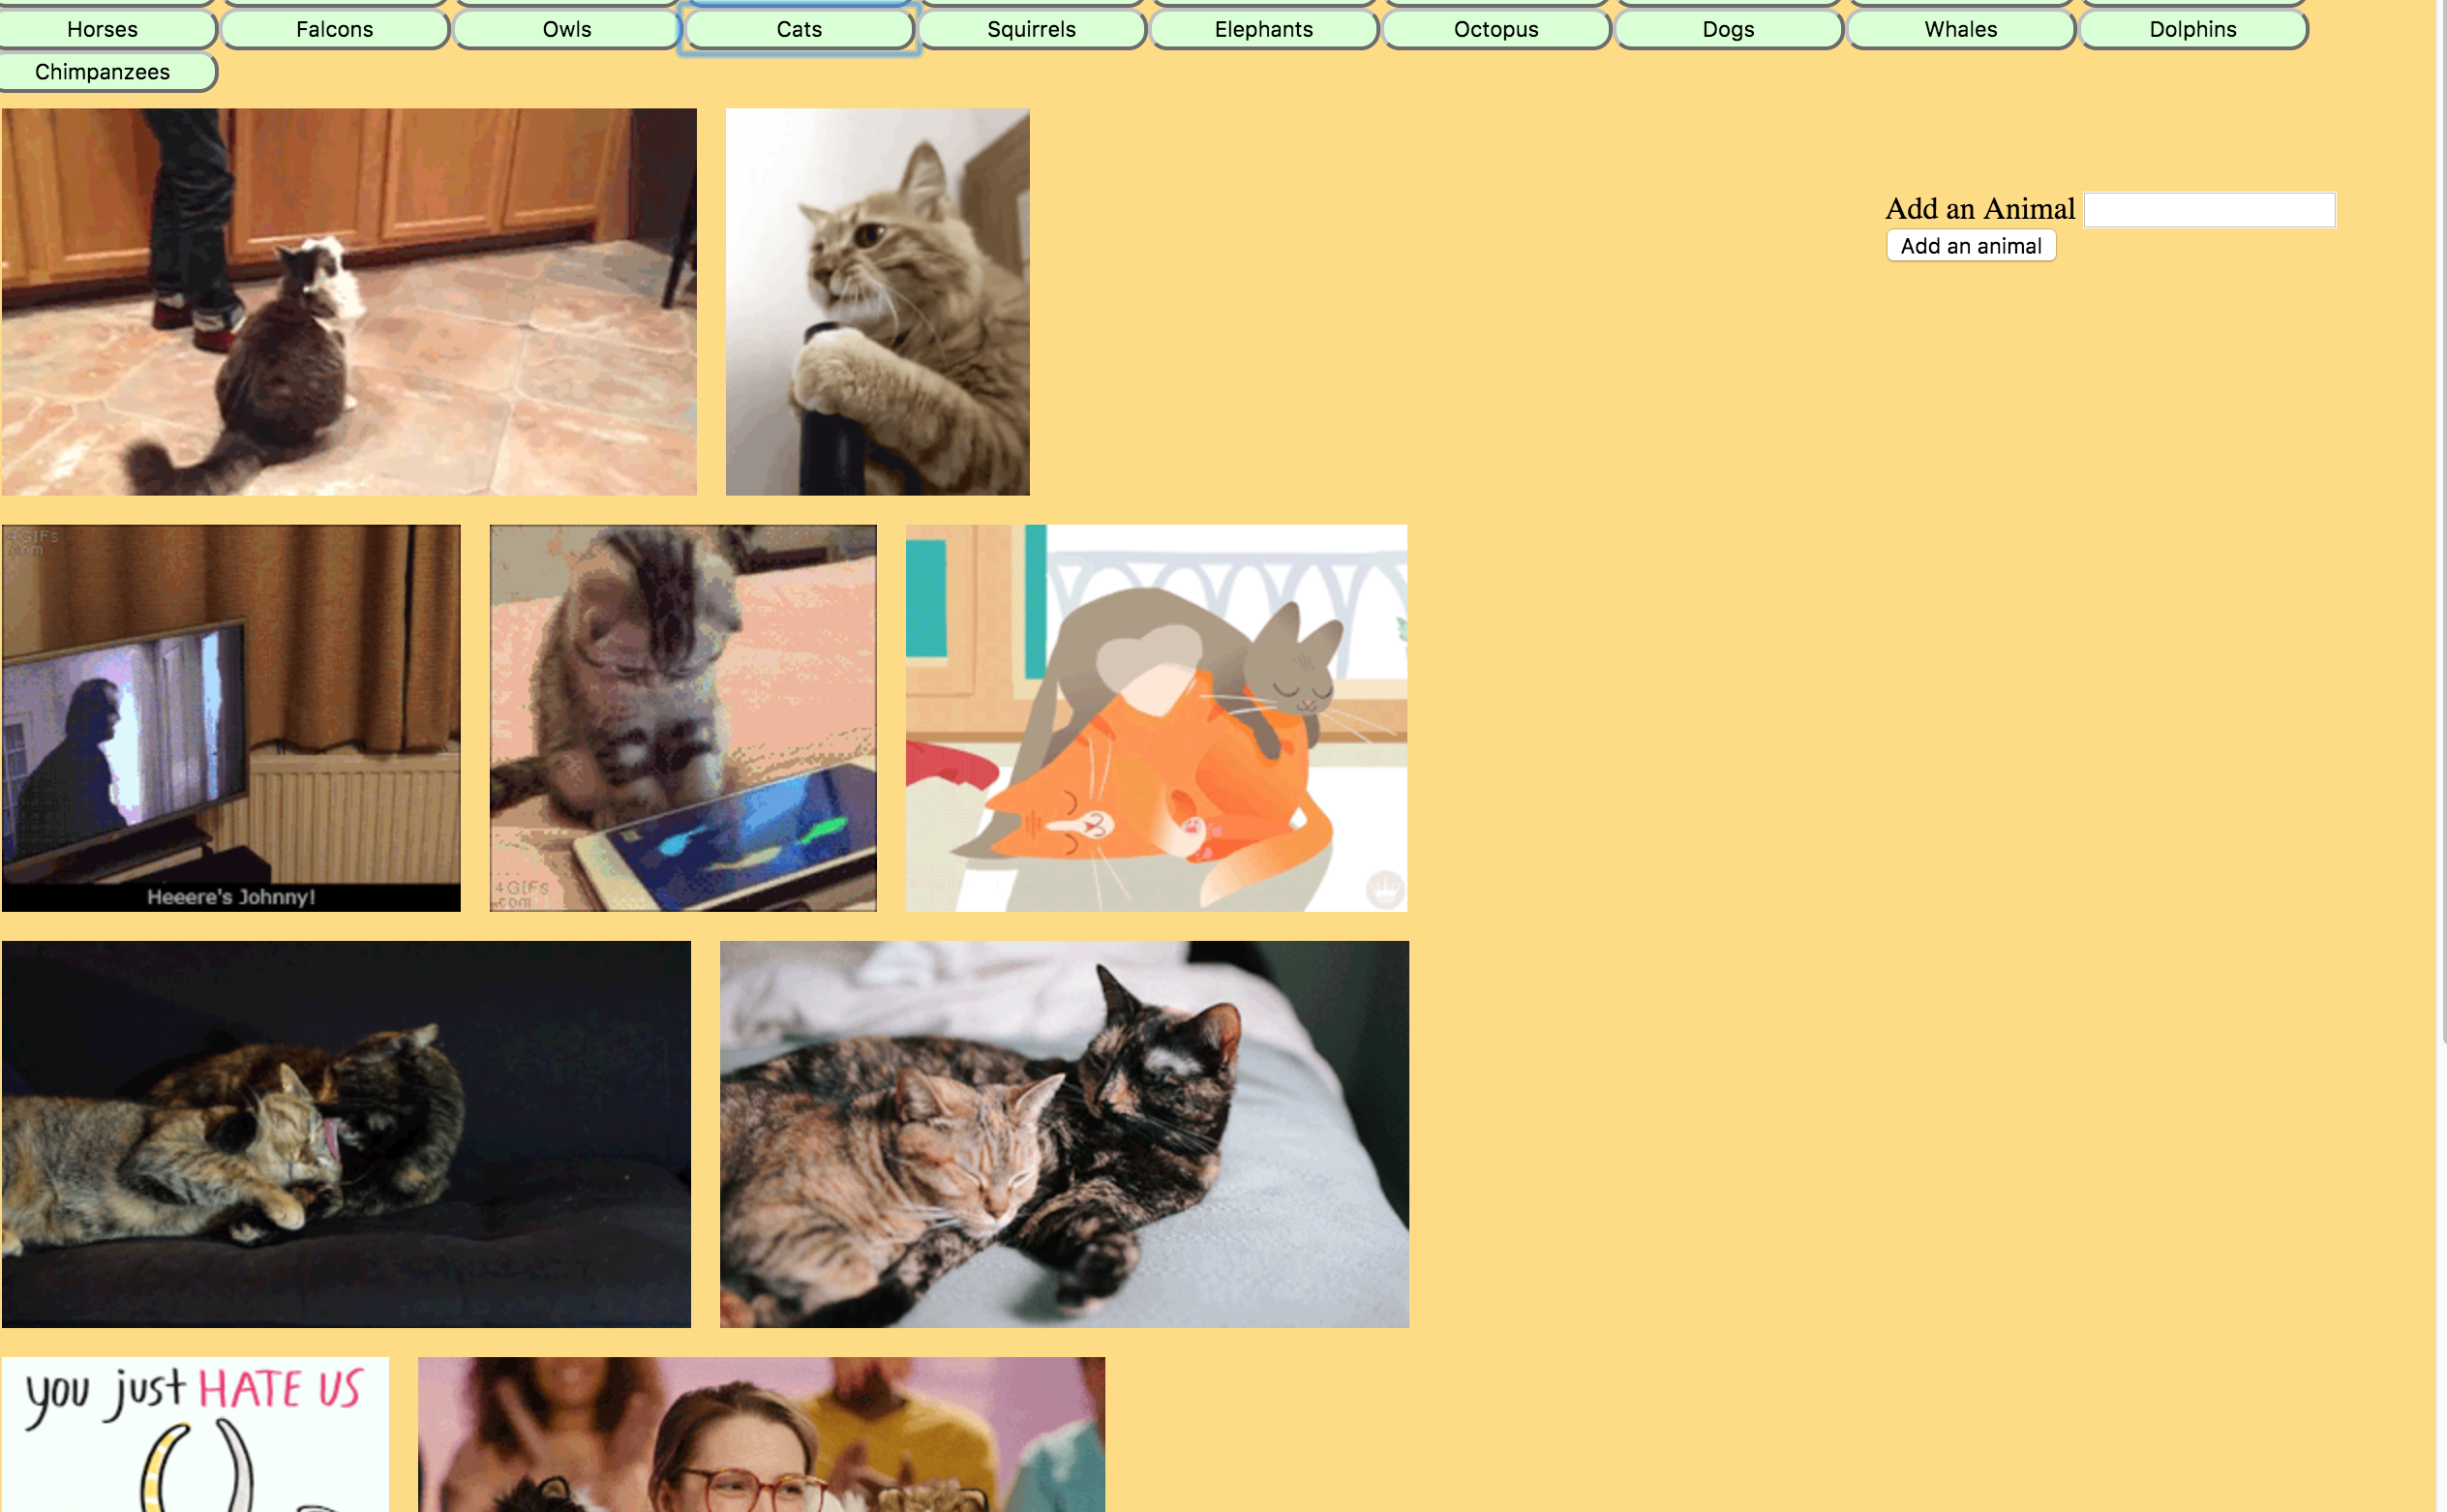 Horses
Falcons
Owls
Cats
Squirrels
Elephants
Octopus
Dogs
Whales
Dolphins
Chimpanzees
Add an Animal
Add an animal
4GIFs
.com
Heeere's Johnny!
4GIFs
.com
you just HATE US